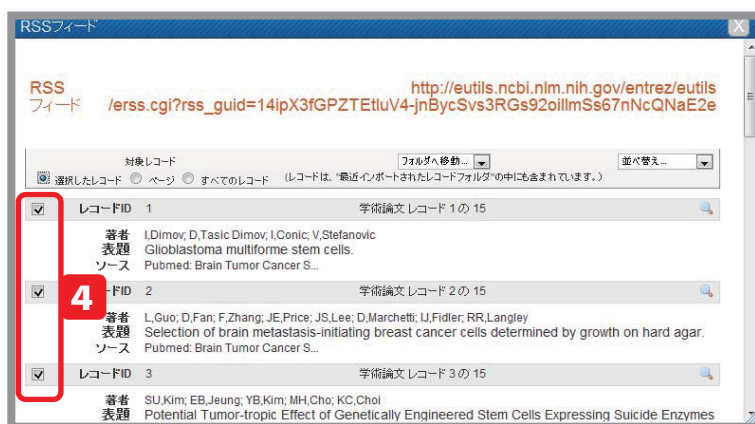 RSSフィード
RSS
フィード
http://eutils.ncbi.nlm.nih.gov/entrez/eutils
/erss.cgi?rss_guid=14ipX3fGPZTEtluV4-jnBycSvs3RGs92oillmSs67nNcQNaE2e
対象レコード
フォルダへ移動...
並べ替え...
選択したレコード ページ すべてのレコード (レコードは、"最近インポートされたレコードフォルダ"の中にも含まれています。)
レコードID 1 学術論文 レコード 1 の 15
著者 I,Dimov; D,Tasic Dimov; I,Conic; V,Stefanovic
表題 Glioblastoma multiforme stem cells.
ソース Pubmed: Brain Tumor Cancer S...
4
ードID 2 学術論文 レコード 2 の 15
著者 L,Guo; D,Fan; F,Zhang; JE,Price; JS,Lee; D,Marchetti; IJ,Fidler; RR,Langley
表題 Selection of brain metastasis-initiating breast cancer cells determined by growth on hard agar.
ソース Pubmed: Brain Tumor Cancer S...
レコードID 3 学術論文 レコード 3 の 15
著者 SU,Kim; EB,Jeung; YB,Kim; MH,Cho; KC,Choi
表題 Potential Tumor-tropic Effect of Genetically Engineered Stem Cells Expressing Suicide Enzymes